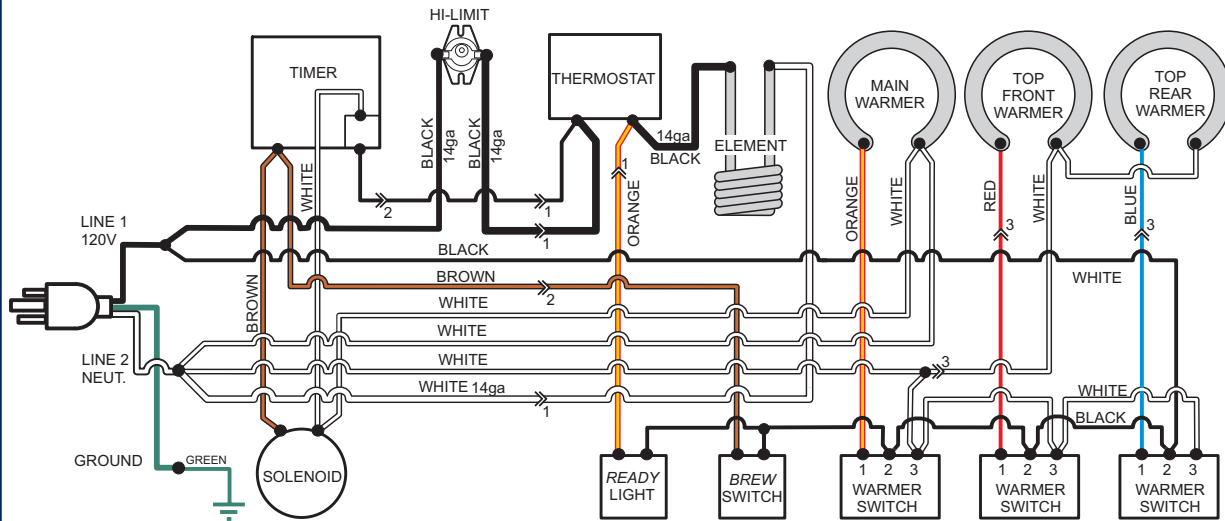 HI-LIMIT
TIMER
THERMOSTAT
MAIN
WARMER
TOP
FRONT
WARMER
TOP
REAR
WARMER
BLACK
14ga
BLACK
14ga
14ga
BLACK
ELEMENT
WHITE
2
1
1
1
ORANGE
ORANGE
WHITE
RED
3
WHITE
BLUE
3
LINE 1
120V
BLACK
BROWN
2
WHITE
WHITE
BROWN
WHITE
LINE 2
NEUT.
WHITE
3
WHITE 14ga
1
WHITE
BLACK
GROUND
GREEN
SOLENOID
READY
LIGHT
BREW
SWITCH
1 2 3
WARMER
SWITCH
1 2 3
WARMER
SWITCH
1 2 3
WARMER
SWITCH